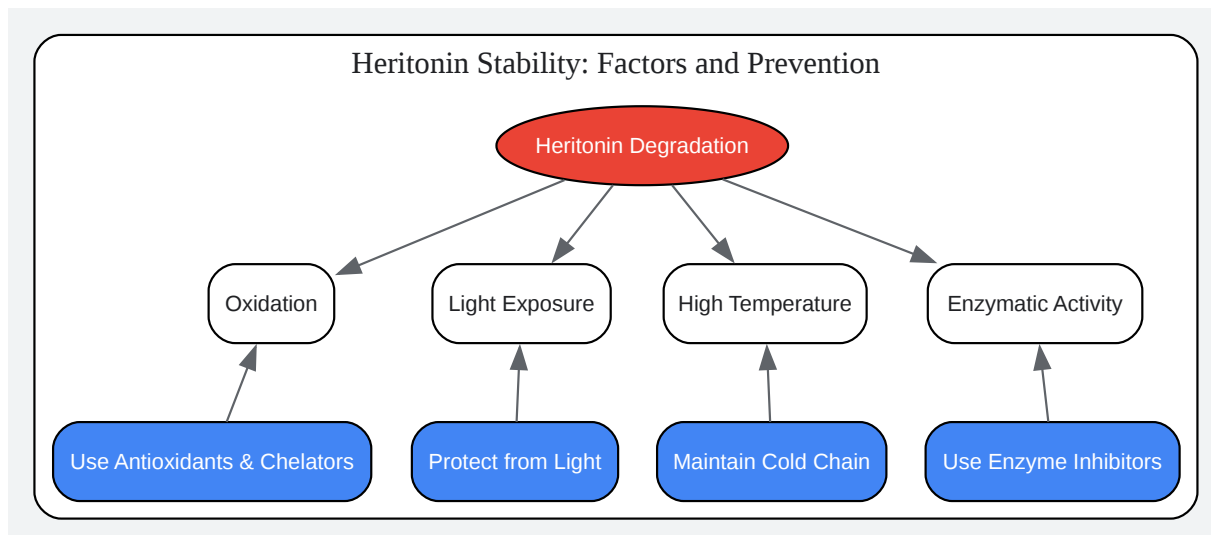 Heritonin Stability: Factors and Prevention
Heritonin Degradation
Oxidation
Light Exposure
High Temperature
Enzymatic Activity
Use Antioxidants & Chelators
Protect from Light
Maintain Cold Chain
Use Enzyme Inhibitors